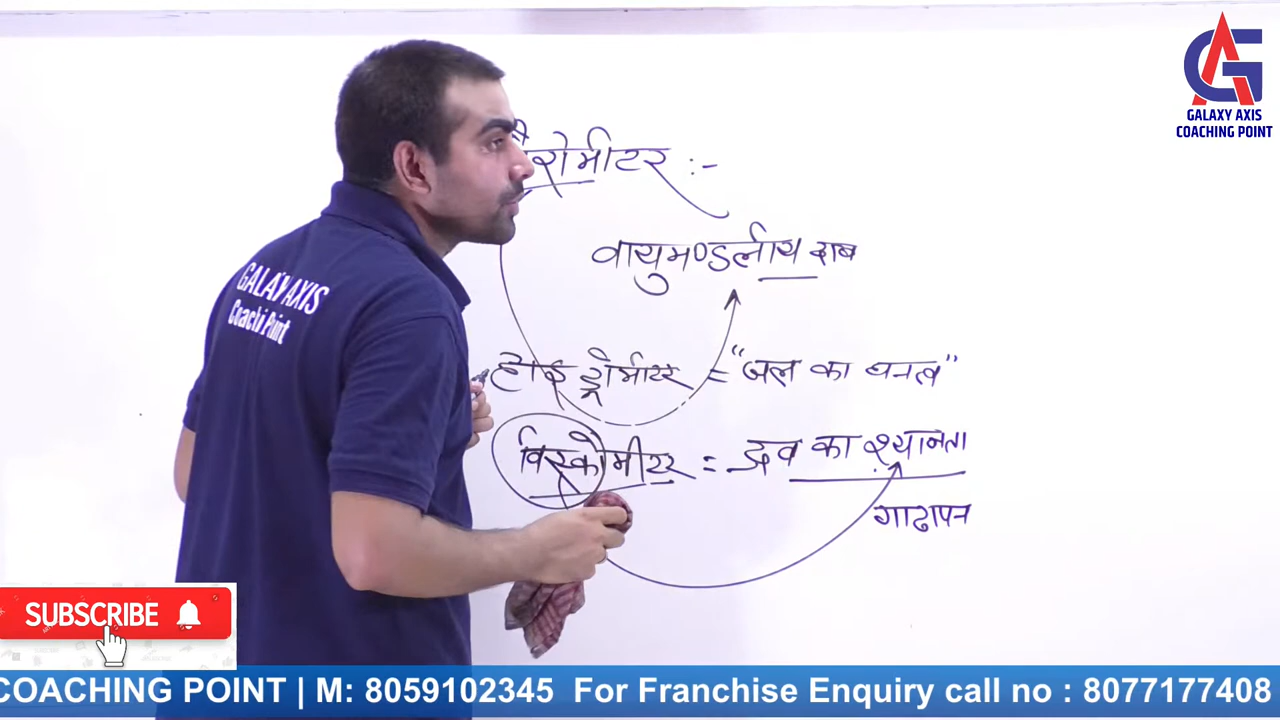 बैरोमीटर :-
वायुमण्डलीय दाब
हाइड्रोमीटर = "जल का घनत्व"
विस्कोमीटर = द्रव का श्यानता
गाढापन
GALAXY AXIS
Coachi Point
GALAXY AXIS
COACHING POINT
SUBSCRIBE
COACHING POINT | M: 8059102345 For Franchise Enquiry call no : 8077177408